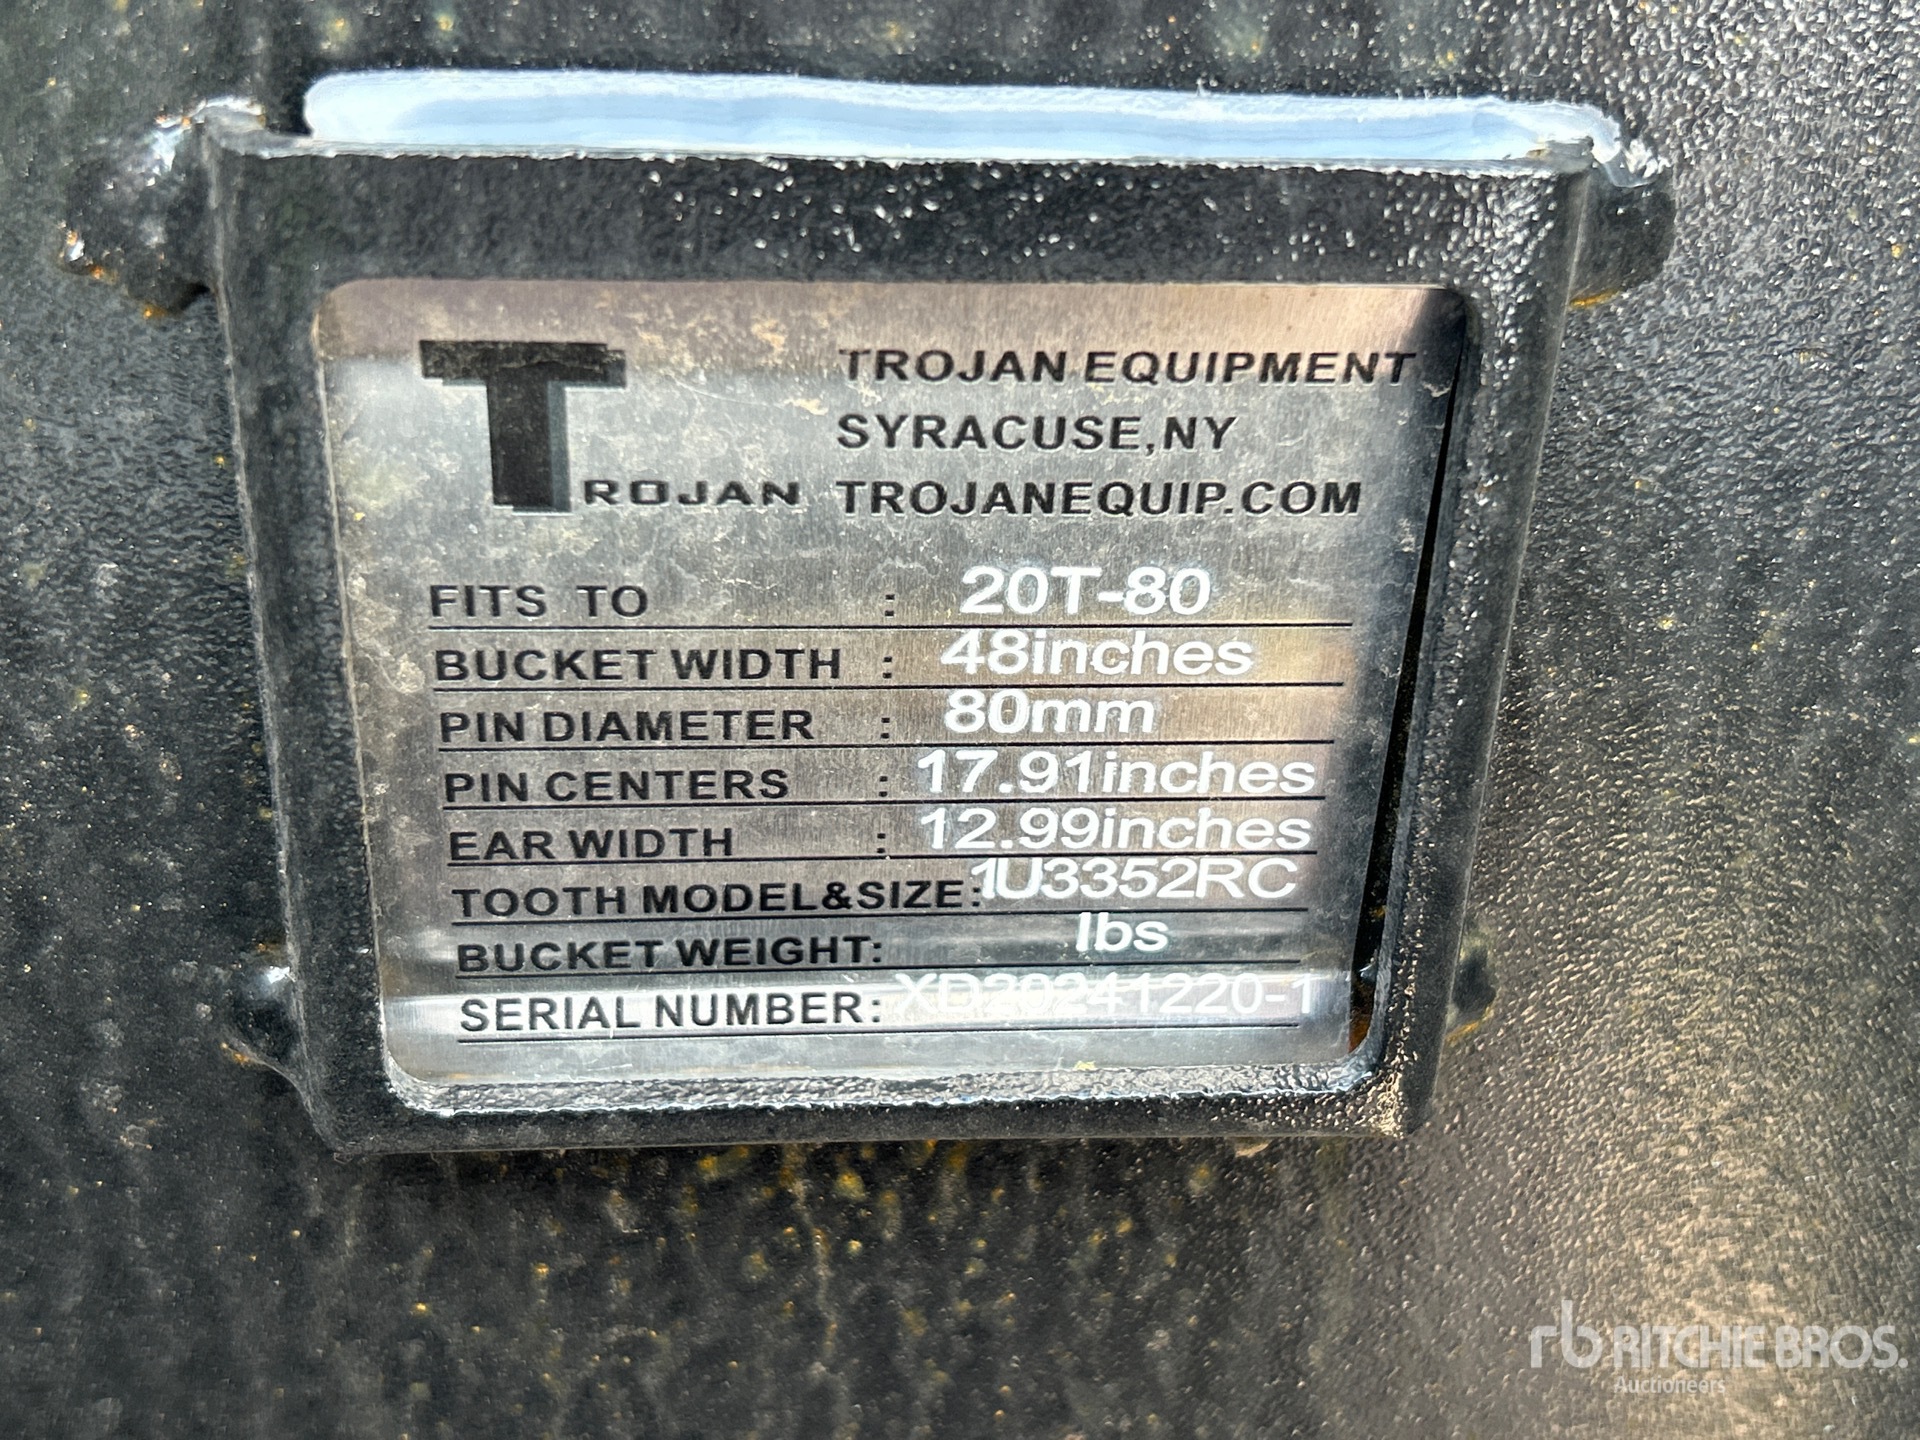 TROJAN
TROJAN EQUIPMENT
SYRACUSE,NY
TROJANEQUIP.COM
FITS TO : 20T-80
BUCKET WIDTH : 48inches
PIN DIAMETER : 80mm
PIN CENTERS : 17.91inches
EAR WIDTH : 12.99inches
TOOTH MODEL&SIZE: 1U3352RC
BUCKET WEIGHT: lbs
SERIAL NUMBER: XD20241220-1
rb RITCHIE BROS.
Auctioneers